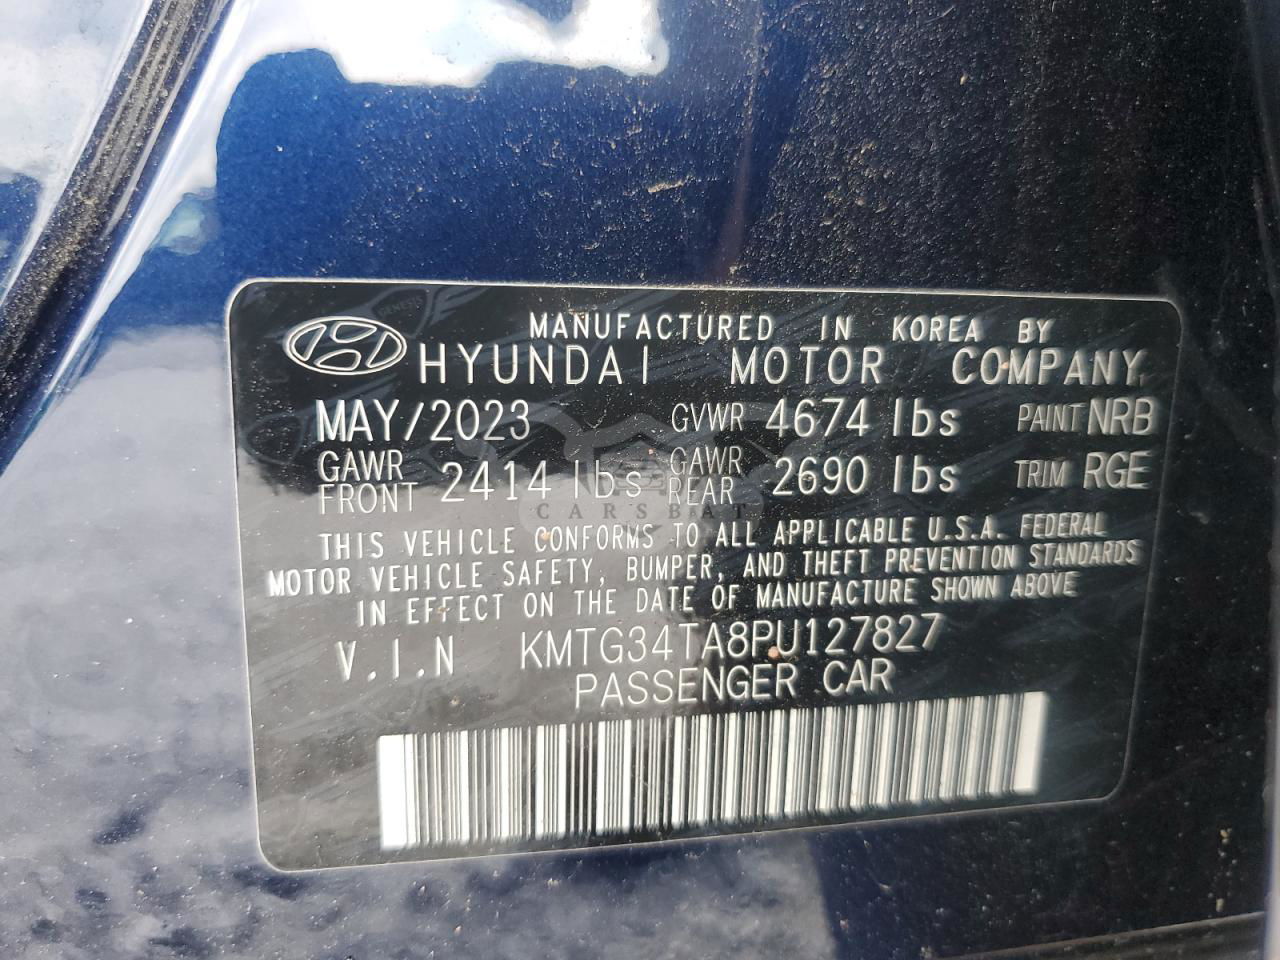 MANUFACTURED IN KOREA BY
HYUNDAI MOTOR COMPANY
MAY/2023 GVWR 4674 lbs PAINT NRB
GAWR FRONT 2414 lbs GAWR REAR 2690 lbs TRIM RGE
THIS VEHICLE CONFORMS TO ALL APPLICABLE U.S.A. FEDERAL
MOTOR VEHICLE SAFETY, BUMPER, AND THEFT PREVENTION STANDARDS
IN EFFECT ON THE DATE OF MANUFACTURE SHOWN ABOVE
V.I.N KMTG34TA8PU127827
PASSENGER CAR
GENESIS
CARSBAT